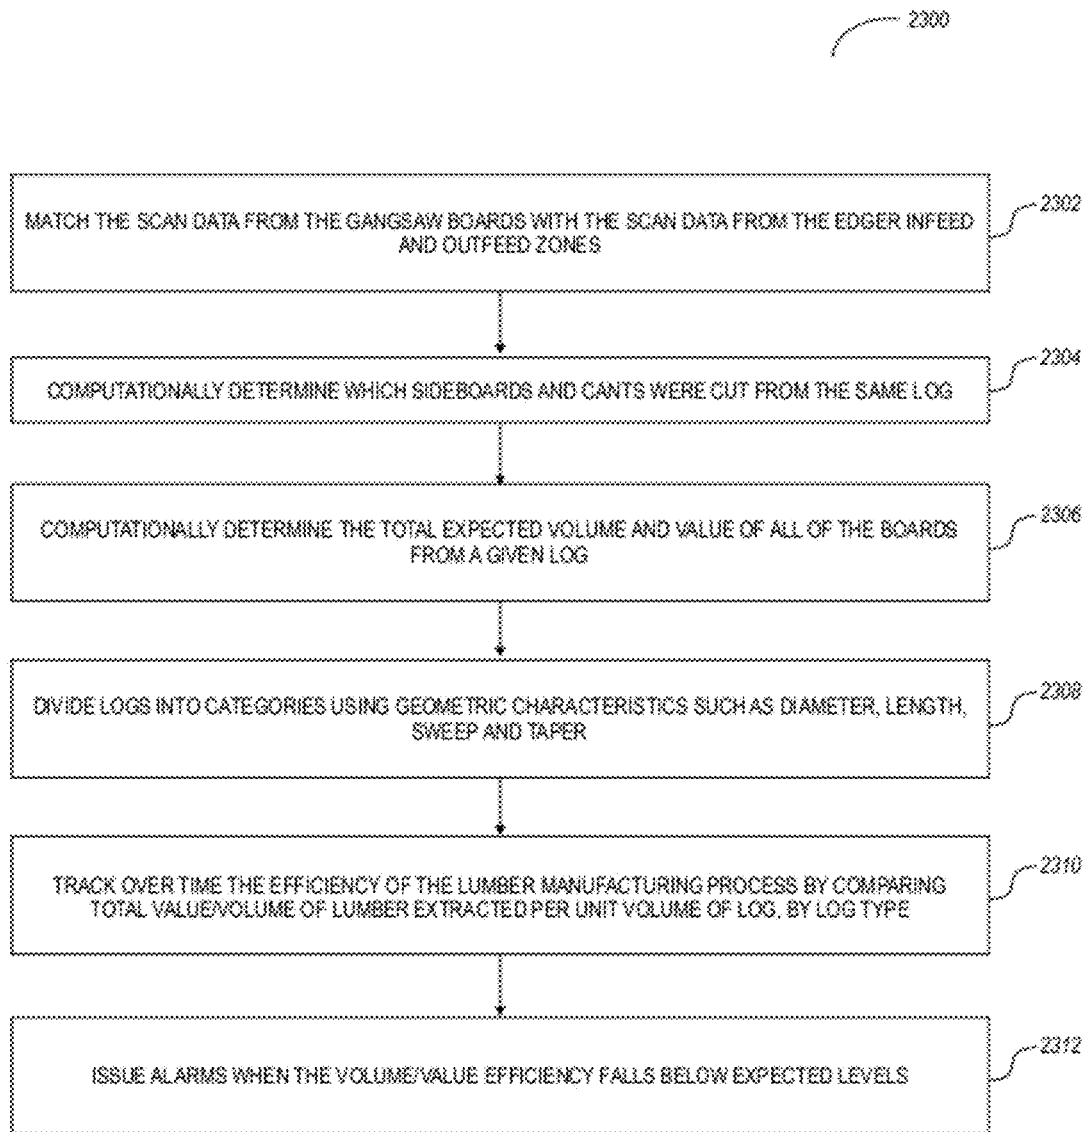 2300
MATCH THE SCAN DATA FROM THE GANGSAW BOARDS WITH THE SCAN DATA FROM THE EDGER INFEED
AND OUTFEED ZONES
2302
COMPUTATIONALLY DETERMINE WHICH SIDEBOARDS AND CANTS WERE CUT FROM THE SAME LOG
2304
COMPUTATIONALLY DETERMINE THE TOTAL EXPECTED VOLUME AND VALUE OF ALL OF THE BOARDS
FROM A GIVEN LOG
2306
DIVIDE LOGS INTO CATEGORIES USING GEOMETRIC CHARACTERISTICS SUCH AS DIAMETER, LENGTH,
SWEEP AND TAPER
2308
TRACK OVER TIME THE EFFICIENCY OF THE LUMBER MANUFACTURING PROCESS BY COMPARING
TOTAL VALUE/VOLUME OF LUMBER EXTRACTED PER UNIT VOLUME OF LOG, BY LOG TYPE
2310
ISSUE ALARMS WHEN THE VOLUME/VALUE EFFICIENCY FALLS BELOW EXPECTED LEVELS
2312